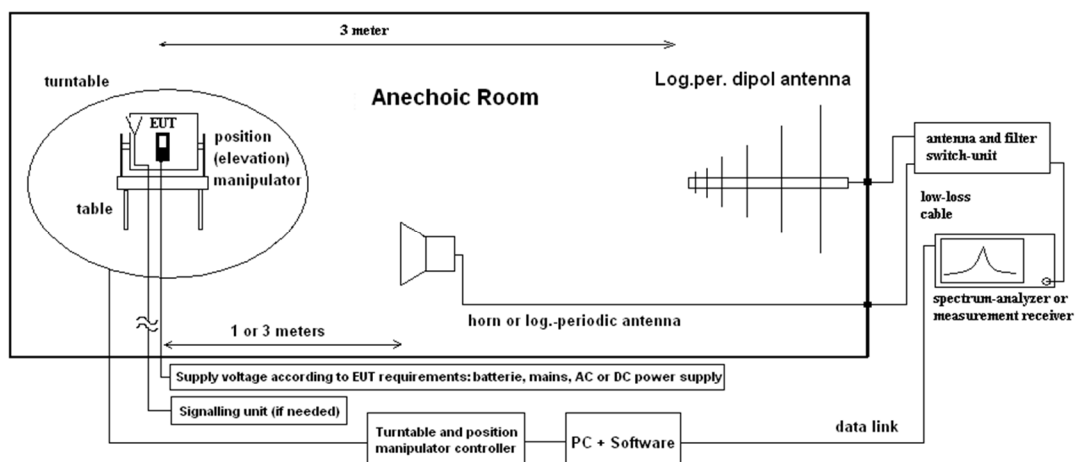 3 meter
turntable
Log.per. dipol antenna
Anechoic Room
EUT
position
(elevation)
manipulator
antenna and filter
switch-unit
table
low-loss
cable
spectrum-analyzer or
measurement receiver
horn or log.-periodic antenna
1 or 3 meters
Supply voltage according to EUT requirements: batterie, mains, AC or DC power supply
Signalling unit (if needed)
Turntable and position
manipulator controller
PC + Software
data link